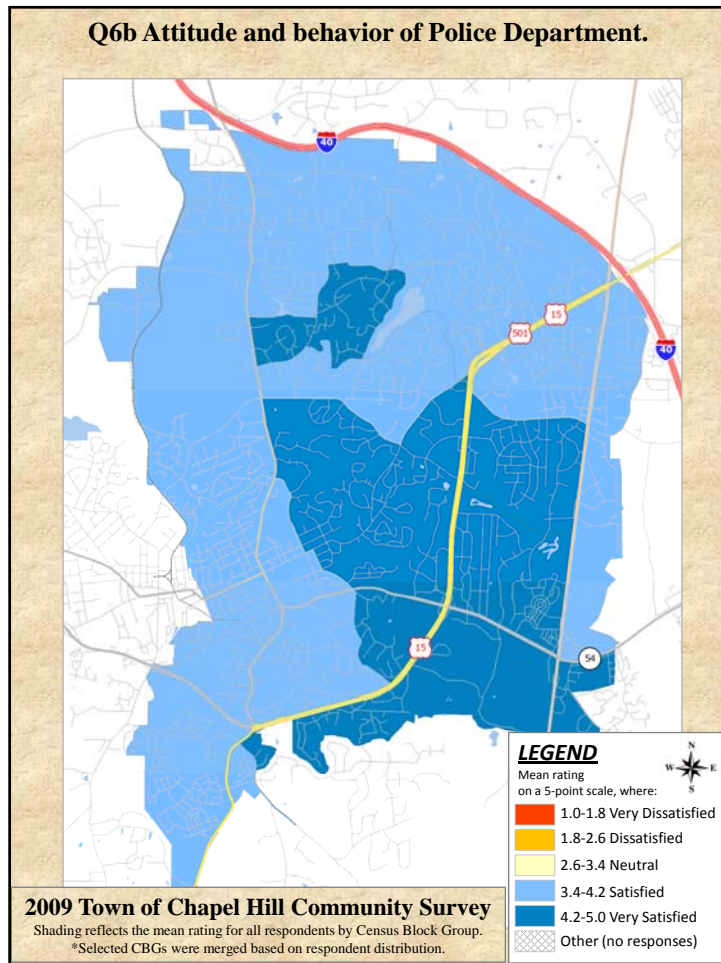 Q6b Attitude and behavior of Police Department.
40
15
501
40
15
54
LEGEND
N
W E
S
Mean rating
on a 5-point scale, where:
1.0-1.8 Very Dissatisfied
1.8-2.6 Dissatisfied
2.6-3.4 Neutral
3.4-4.2 Satisfied
4.2-5.0 Very Satisfied
Other (no responses)
2009 Town of Chapel Hill Community Survey
Shading reflects the mean rating for all respondents by Census Block Group.
*Selected CBGs were merged based on respondent distribution.